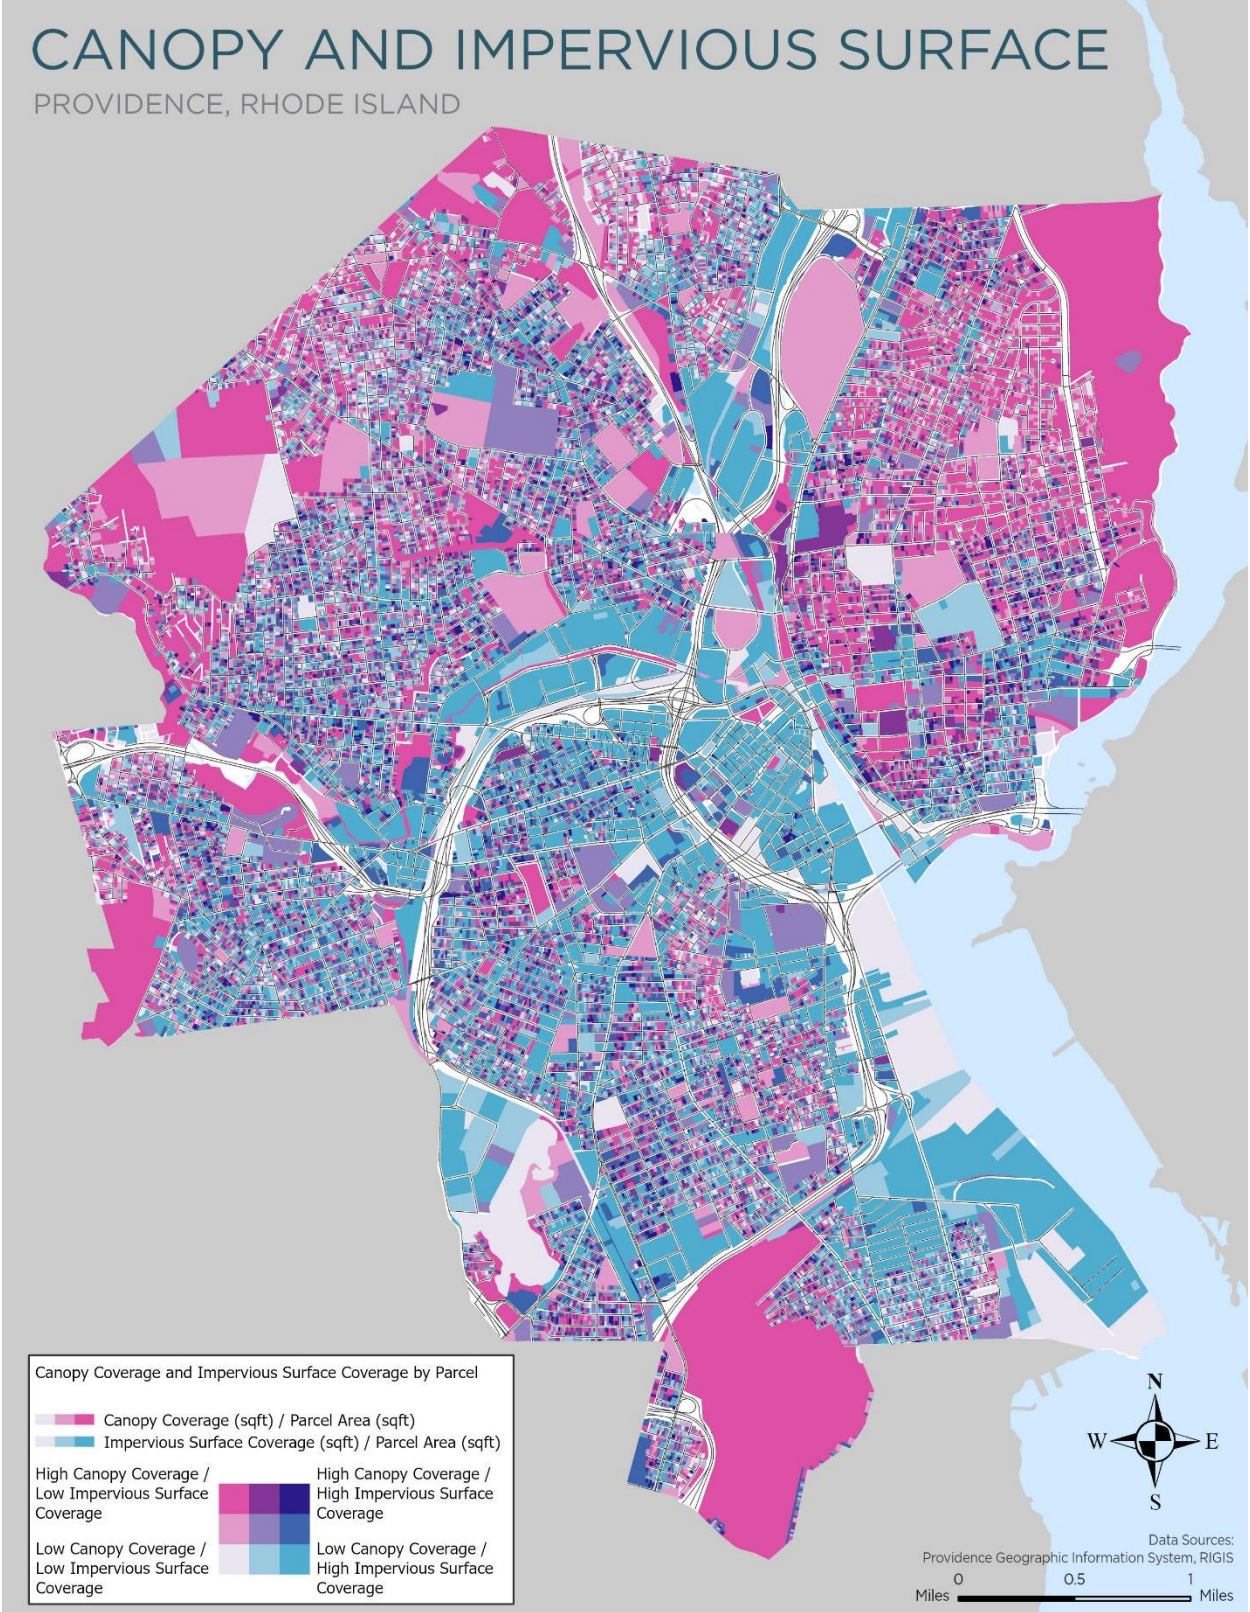 CANOPY AND IMPERVIOUS SURFACE
PROVIDENCE, RHODE ISLAND
Canopy Coverage and Impervious Surface Coverage by Parcel
Canopy Coverage (sqft) / Parcel Area (sqft)
Impervious Surface Coverage (sqft) / Parcel Area (sqft)
High Canopy Coverage /
Low Impervious Surface
Coverage
High Canopy Coverage /
High Impervious Surface
Coverage
Low Canopy Coverage /
Low Impervious Surface
Coverage
Low Canopy Coverage /
High Impervious Surface
Coverage
N
W E
S
Data Sources:
Providence Geographic Information System, RIGIS
0 0.5 1
Miles Miles